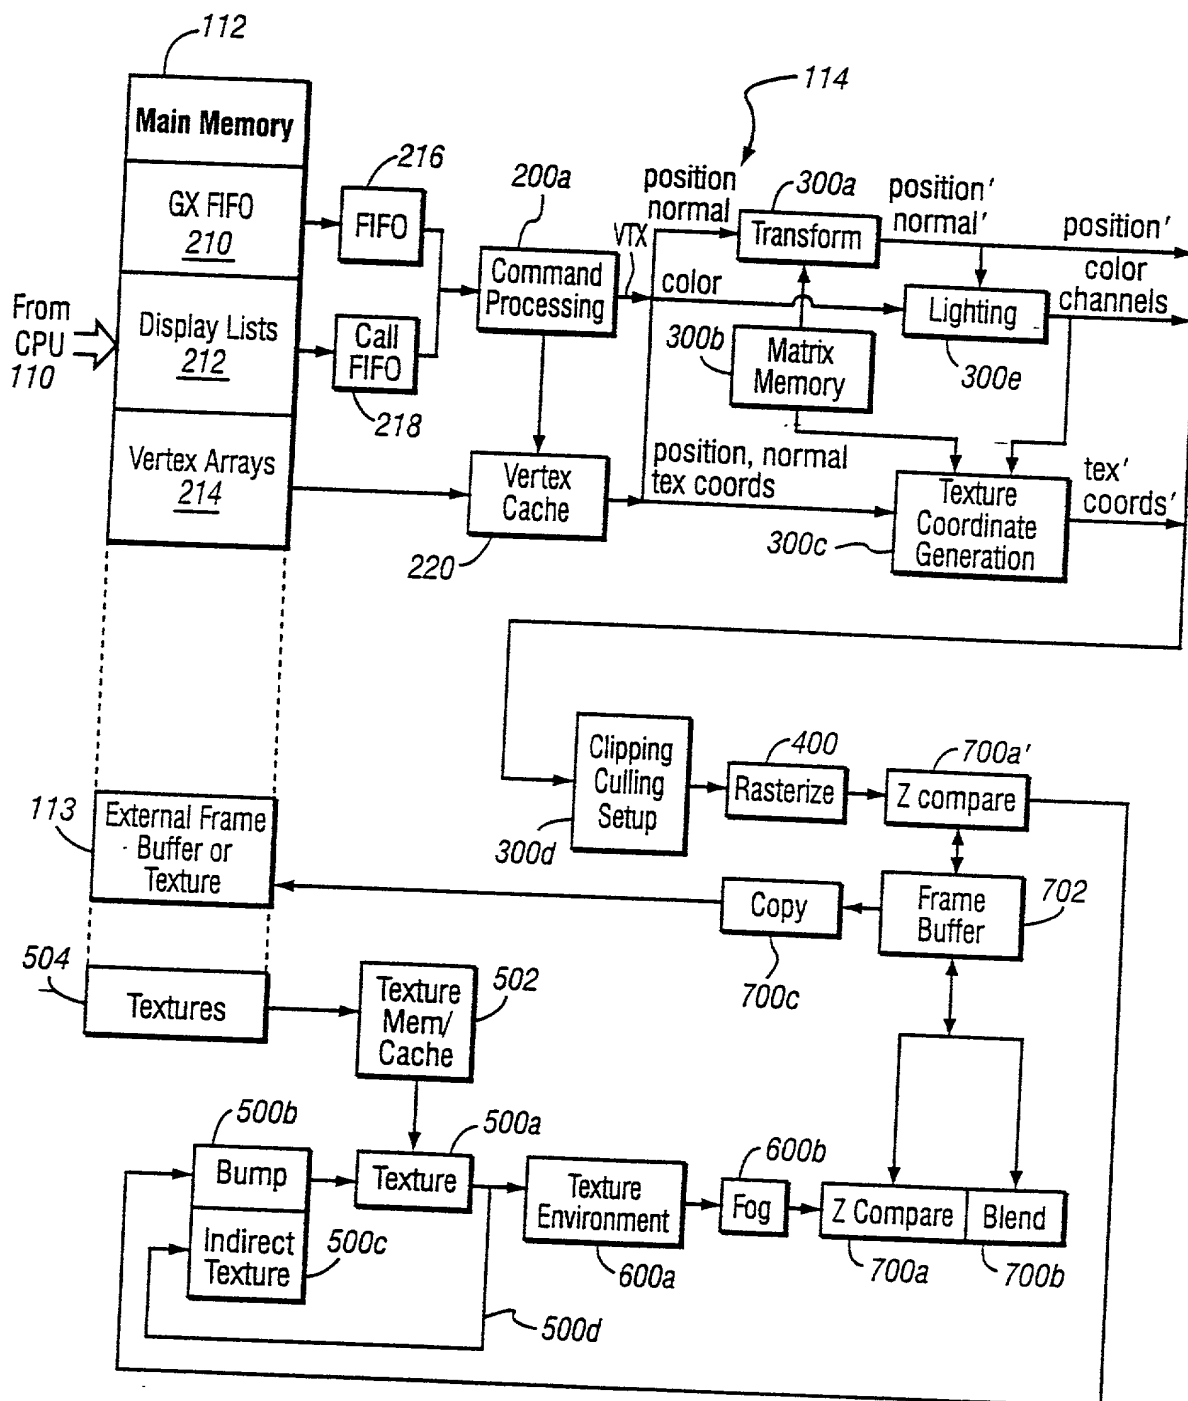 112
Main Memory
GX FIFO
210
Display Lists
212
Vertex Arrays
214
From
CPU
110
216
FIFO
Call
FIFO
218
200a
Command
Processing
VTX
Vertex
Cache
220
114
position
normal
300a
Transform
position′
normal′
position′
color
channels
color
Lighting
300e
300b
Matrix
Memory
position, normal
tex coords
Texture
Coordinate
Generation
300c
tex′
coords′
Clipping
Culling
Setup
300d
400
Rasterize
700a′
Z compare
113
External Frame
Buffer or
Texture
Copy
700c
Frame
Buffer
702
504
Textures
Texture
Mem/
Cache
502
500b
Bump
Indirect
Texture
500c
500a
Texture
500d
Texture
Environment
600a
600b
Fog
Z Compare
Blend
700a
700b